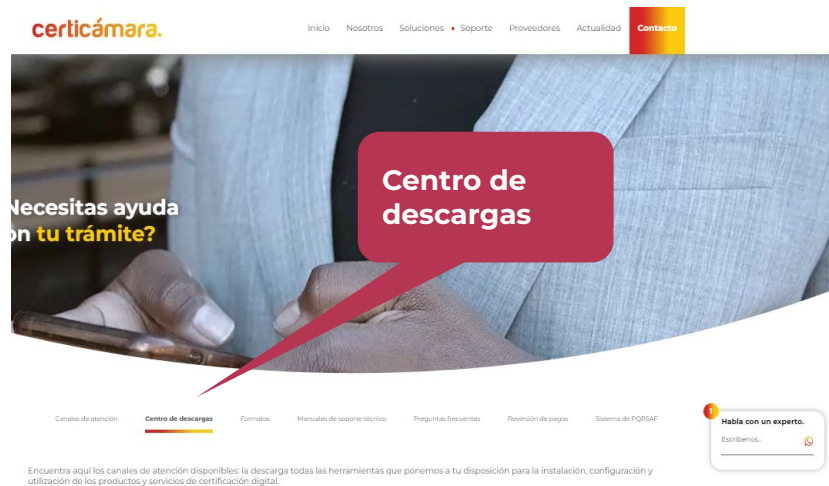 certicámara.
Inicio Nosotros Soluciones Soporte Proveedores Actualidad Contacto
Centro de
descargas
Necesitas ayuda
on tu trámite?
Canales de atención Centro de descargas Formatos Manuales de soporte técnico Preguntas frecuentes Reversión de pagos Sistema de PQRSAF
1
Habla con un experto.
Escríbenos...
Encuentra aquí los canales de atención disponibles: la descarga todas las herramientas que ponemos a tu disposición para la instalación, configuración y
utilización de los productos y servicios de certificación digital.